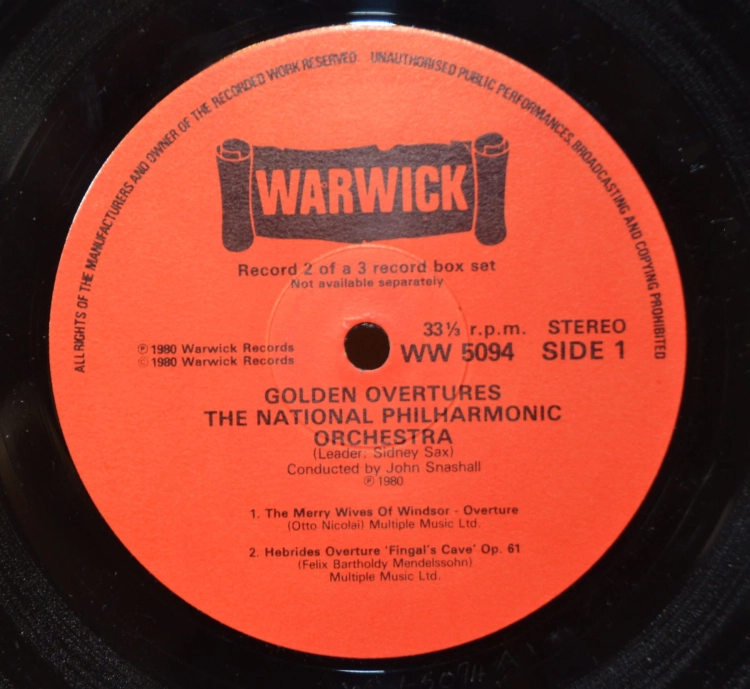 ALL RIGHTS OF THE MANUFACTURERS AND OWNER OF THE RECORDED WORK RESERVED. UNAUTHORISED PUBLIC PERFORMANCES, BROADCASTING AND COPYING PROHIBITED
WARWICK
Record 2 of a 3 record box set
Not available separately
33⅓ r.p.m. STEREO
℗ 1980 Warwick Records
© 1980 Warwick Records
WW 5094 SIDE 1
GOLDEN OVERTURES
THE NATIONAL PHILHARMONIC
ORCHESTRA
(Leader: Sidney Sax)
Conducted by John Snashall
℗ 1980
1. The Merry Wives Of Windsor - Overture
(Otto Nicolai) Multiple Music Ltd.
2. Hebrides Overture 'Fingal's Cave' Op. 61
(Felix Bartholdy Mendelssohn)
Multiple Music Ltd.